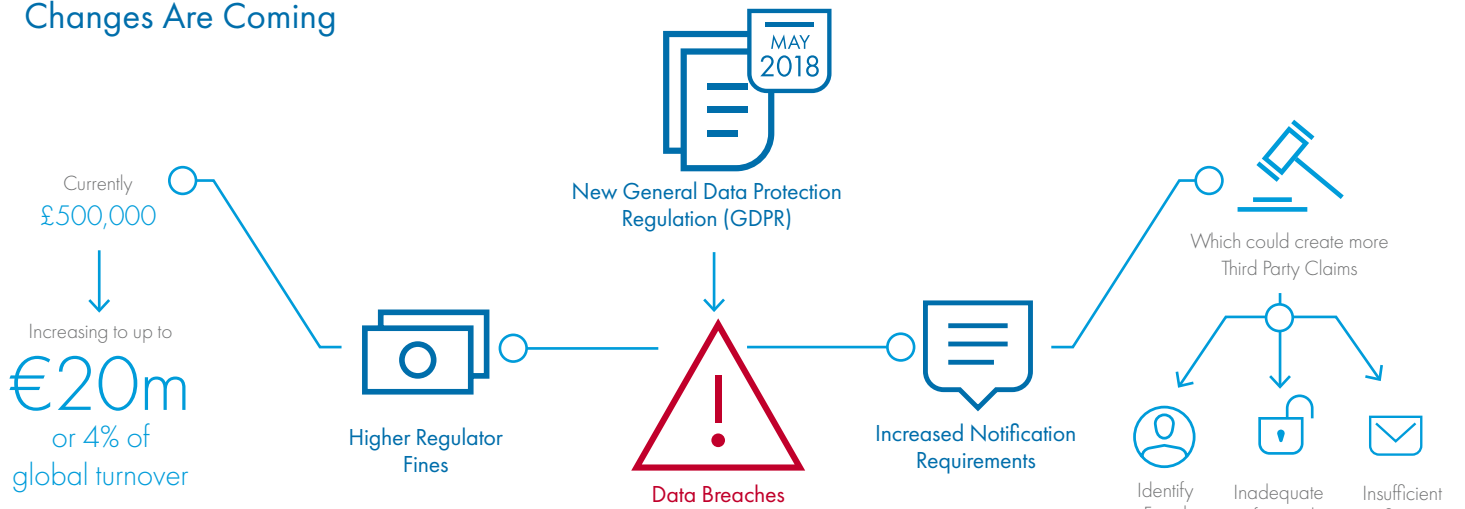 Changes Are Coming
MAY
2018
New General Data Protection
Regulation (GDPR)
Currently
£500,000
Increasing to up to
€20m
or 4% of
global turnover
Higher Regulator
Fines
Data Breaches
Increased Notification
Requirements
Which could create more
Third Party Claims
Identify
Inadequate
Insufficient